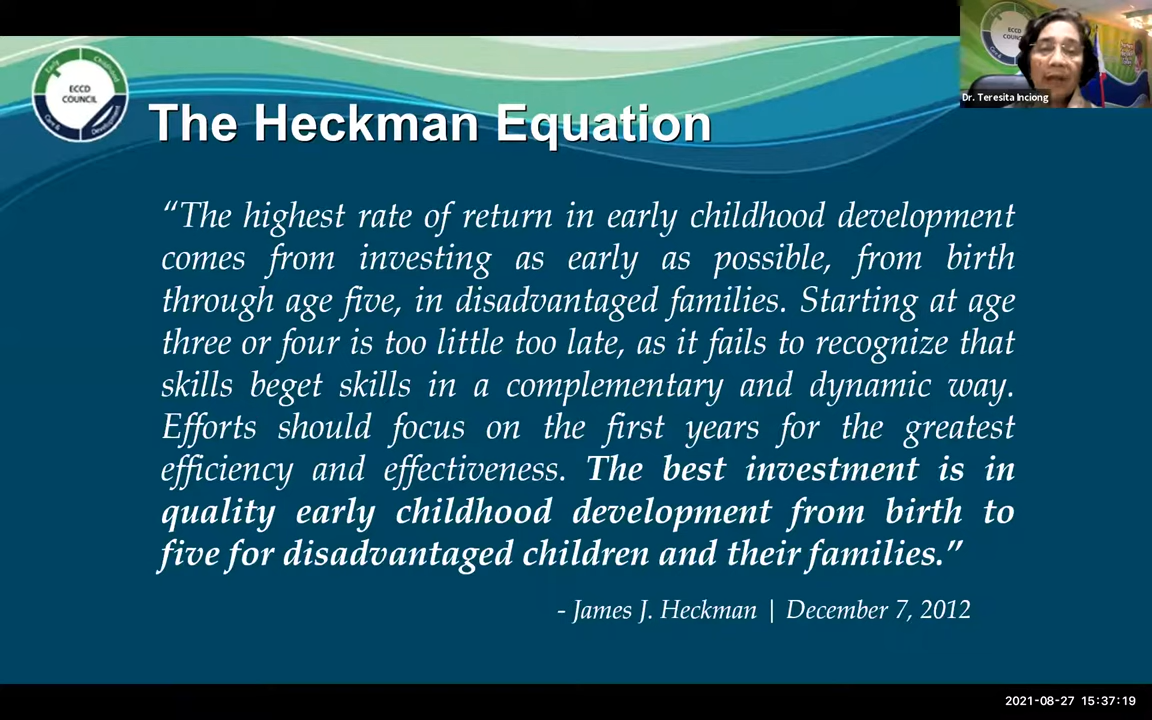 ECCD
COUNCIL
Early
Childhood
Care &
Development
Dr. Teresita Inciong
The Heckman Equation
“The highest rate of return in early childhood development
comes from investing as early as possible, from birth
through age five, in disadvantaged families. Starting at age
three or four is too little too late, as it fails to recognize that
skills beget skills in a complementary and dynamic way.
Efforts should focus on the first years for the greatest
efficiency and effectiveness. The best investment is in
quality early childhood development from birth to
five for disadvantaged children and their families.”
- James J. Heckman | December 7, 2012
2021-08-27 15:37:19